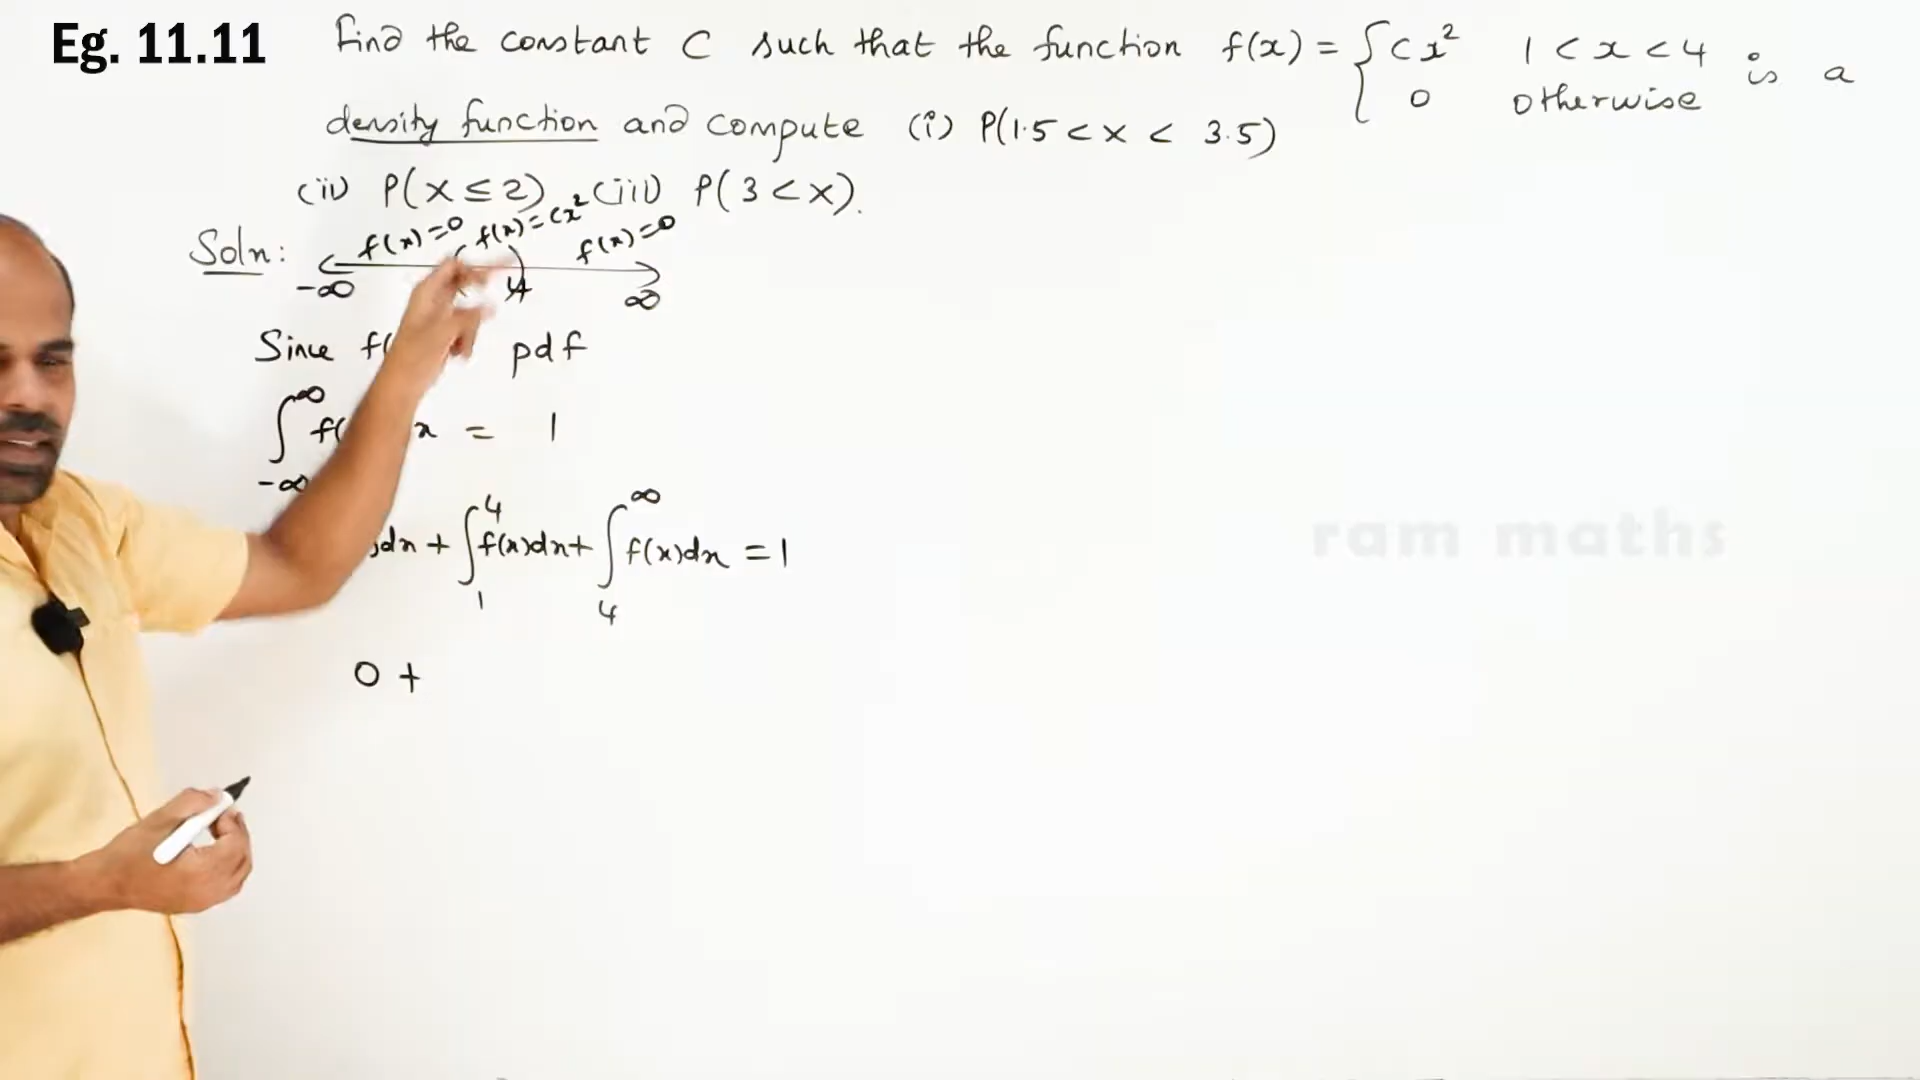 Eg. 11.11 Find the constant C such that the function f(x) = { Cx² 1 < x < 4
0 otherwise is a
density function and compute (i) P(1.5 < X < 3.5)
(ii) P(X ≤ 2) (iii) P(3 < X).
Soln: f(x)=0 f(x)=Cx² f(x)=0
-∞ 4 ∞
Since f( pdf
∫ ∞ -∞ f( x = 1
)dx + ∫ 4 1 f(x)dx + ∫ ∞ 4 f(x)dx = 1
0 +
ram maths